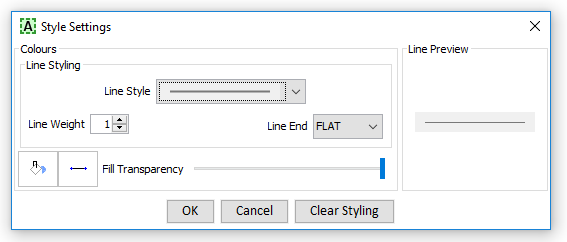 A Style Settings
Colours
Line Preview
Line Styling
Line Style
Line Weight 1 Line End FLAT
Fill Transparency
OK Cancel Clear Styling